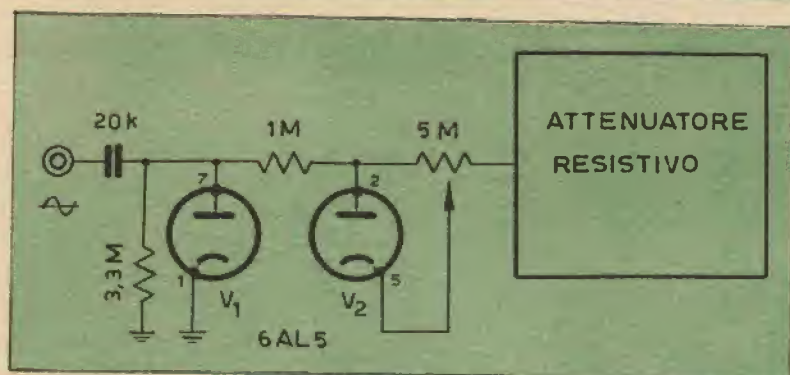 20k
1M
5M
ATTENUATORE
RESISTIVO
7
2
3,3M
1
5
V1
V2
6AL5